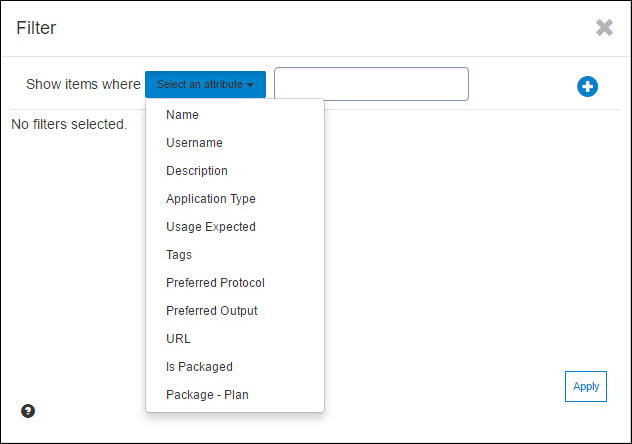 Filter
Show items where Select an attribute
No filters selected.
Name
Username
Description
Application Type
Usage Expected
Tags
Preferred Protocol
Preferred Output
URL
Is Packaged
Package - Plan
Apply
?